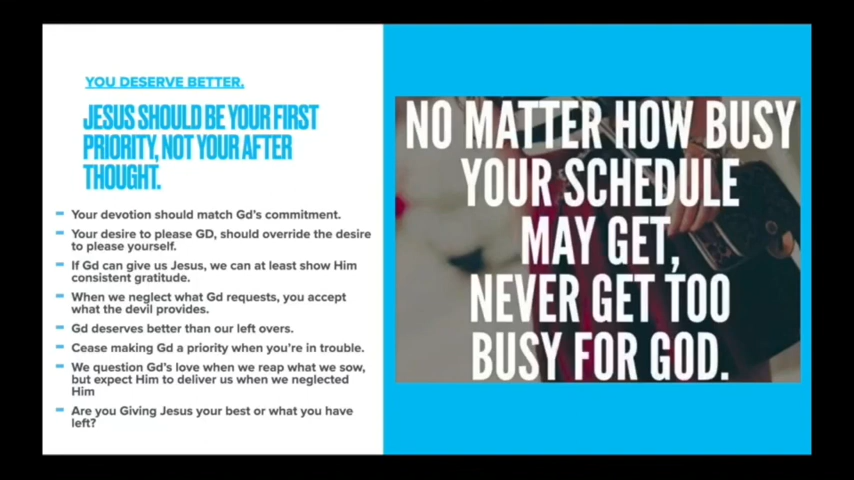 YOU DESERVE BETTER.
JESUS SHOULD BE YOUR FIRST
PRIORITY, NOT YOUR AFTER
THOUGHT.
Your devotion should match Gd's commitment.
Your desire to please GD, should override the desire
to please yourself.
If Gd can give us Jesus, we can at least show Him
consistent gratitude.
When we neglect what Gd requests, you accept
what the devil provides.
Gd deserves better than our left overs.
Cease making Gd a priority when you're in trouble.
We question Gd's love when we reap what we sow,
but expect Him to deliver us when we neglected
Him
Are you Giving Jesus your best or what you have
left?
NO MATTER HOW BUSY
YOUR SCHEDULE
MAY GET,
NEVER GET TOO
BUSY FOR GOD.